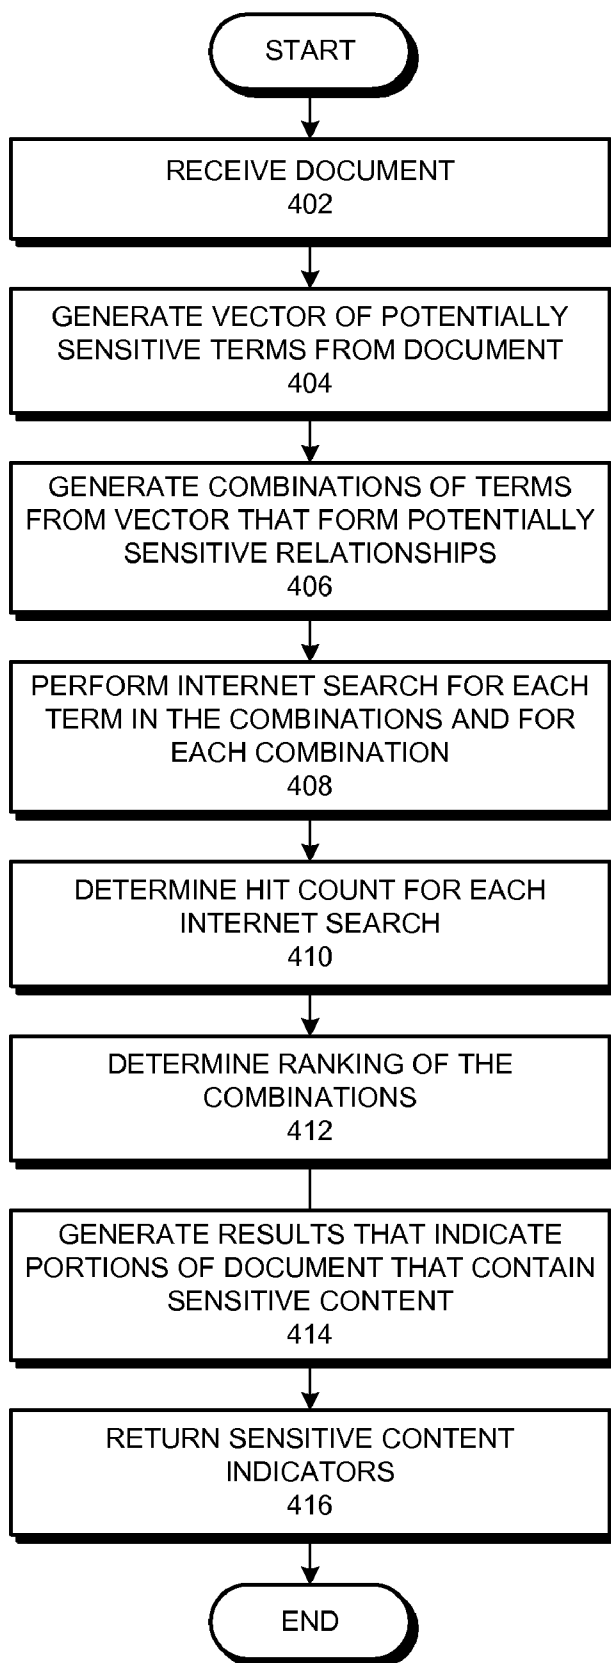 START
RECEIVE DOCUMENT
402
GENERATE VECTOR OF POTENTIALLY
SENSITIVE TERMS FROM DOCUMENT
404
GENERATE COMBINATIONS OF TERMS
FROM VECTOR THAT FORM POTENTIALLY
SENSITIVE RELATIONSHIPS
406
PERFORM INTERNET SEARCH FOR EACH
TERM IN THE COMBINATIONS AND FOR
EACH COMBINATION
408
DETERMINE HIT COUNT FOR EACH
INTERNET SEARCH
410
DETERMINE RANKING OF THE
COMBINATIONS
412
GENERATE RESULTS THAT INDICATE
PORTIONS OF DOCUMENT THAT CONTAIN
SENSITIVE CONTENT
414
RETURN SENSITIVE CONTENT
INDICATORS
416
END